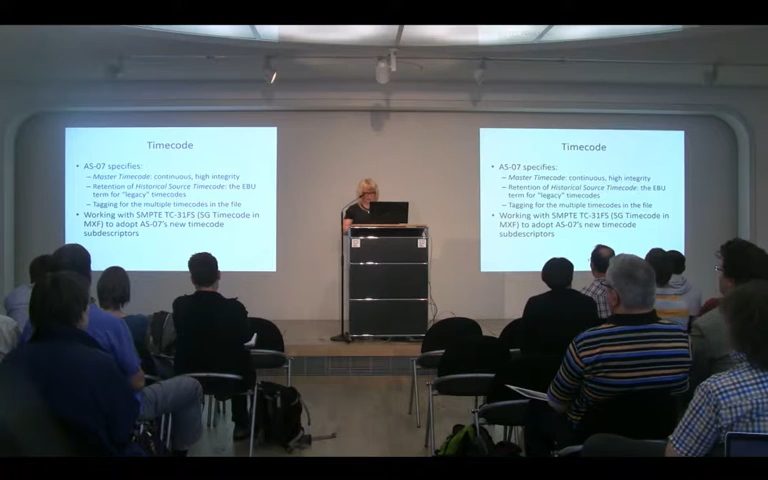 Timecode
• AS-07 specifies:
– Master Timecode: continuous, high integrity
– Retention of Historical Source Timecode: the EBU
term for "legacy" timecodes
– Tagging for the multiple timecodes in the file
• Working with SMPTE TC-31FS (SG Timecode in
MXF) to adopt AS-07's new timecode
subdescriptors
Timecode
• AS-07 specifies:
– Master Timecode: continuous, high integrity
– Retention of Historical Source Timecode: the EBU
term for "legacy" timecodes
– Tagging for the multiple timecodes in the file
• Working with SMPTE TC-31FS (SG Timecode in
MXF) to adopt AS-07's new timecode
subdescriptors